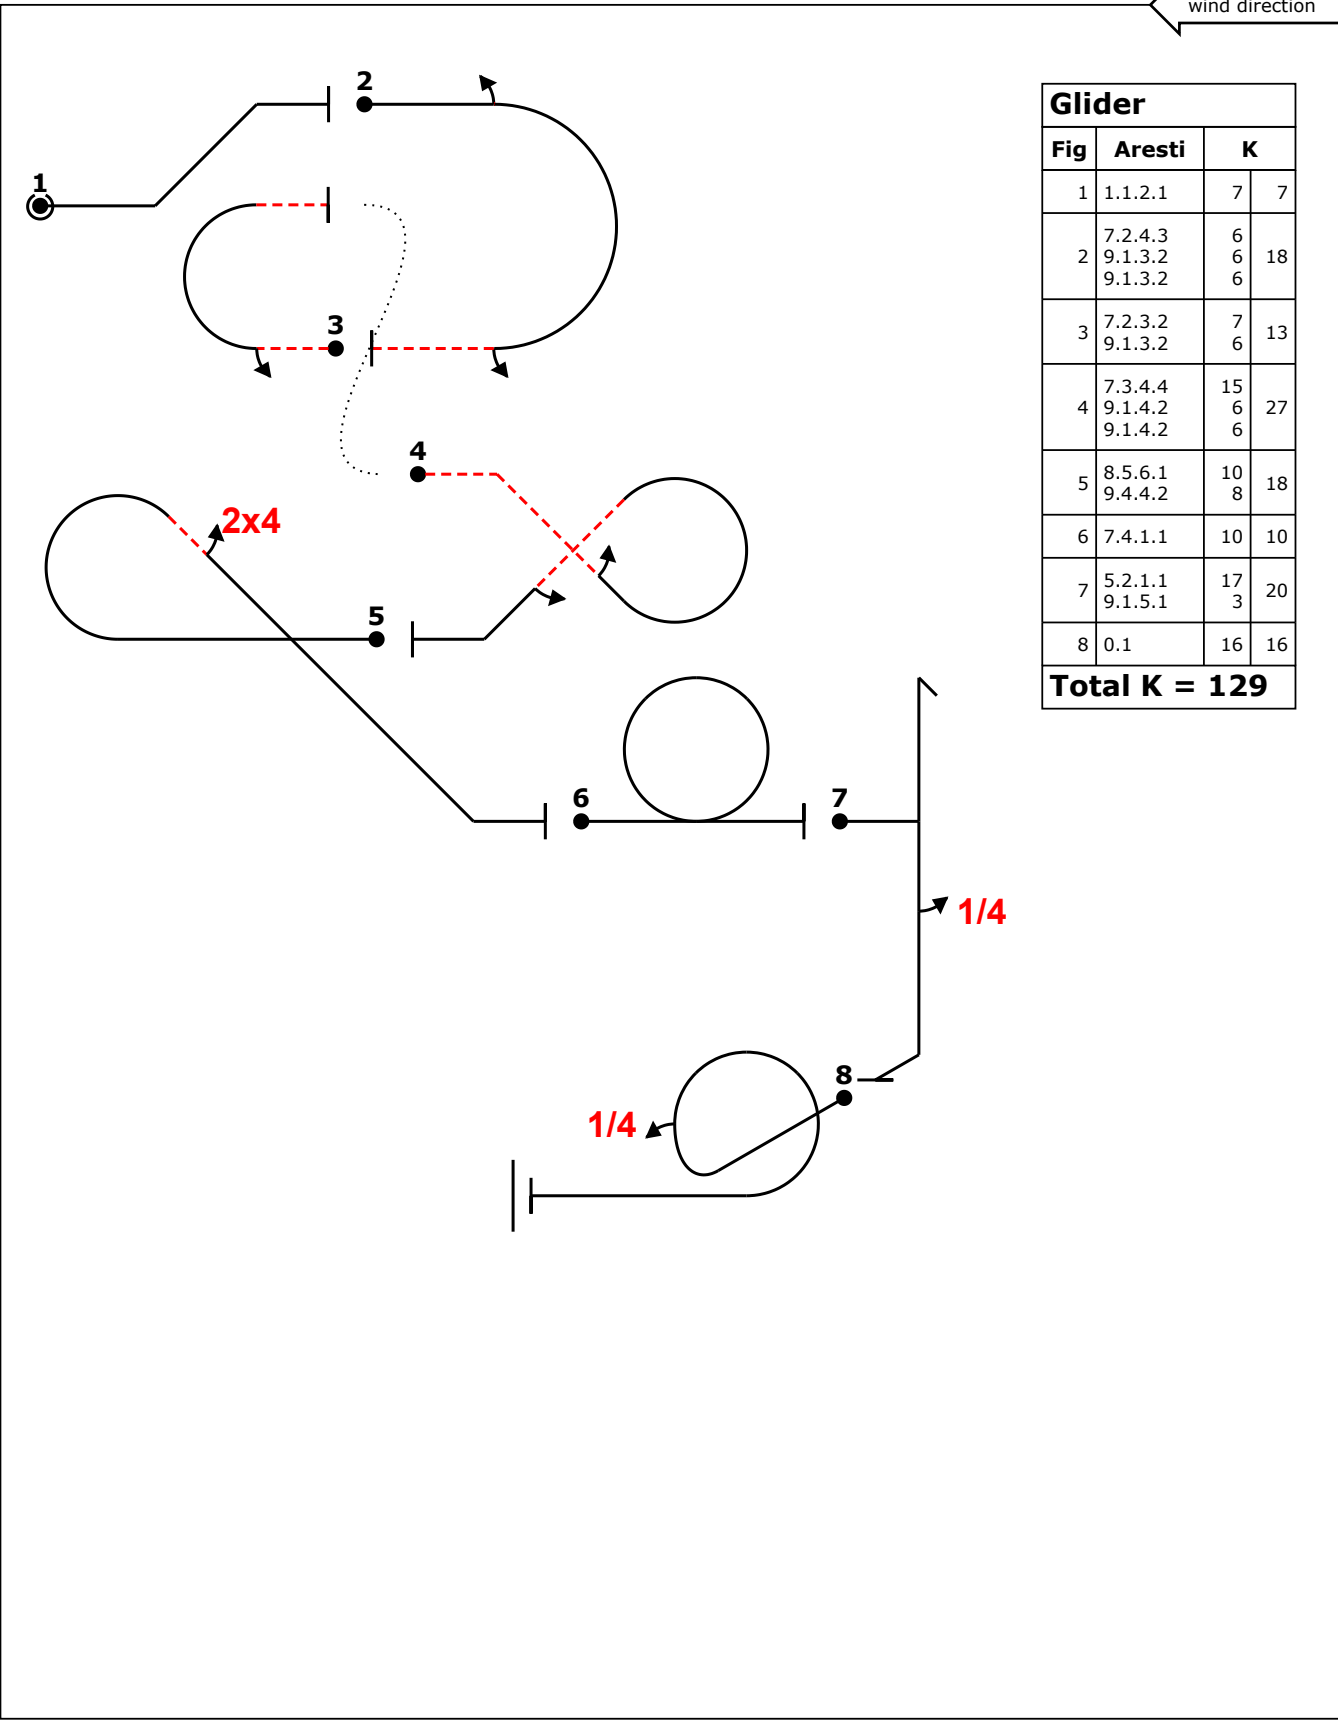 wind direction
2
1
3
4
2x4
5
6
7
1/4
8
1/4
Glider
Fig Aresti K
1 1.1.2.1 7 7
7.2.4.3 6
2 9.1.3.2 6 18
9.1.3.2 6
7.2.3.2 7
3 13
9.1.3.2 6
7.3.4.4 15
4 9.1.4.2 6 27
9.1.4.2 6
8.5.6.1 10
5 18
9.4.4.2 8
6 7.4.1.1 10 10
5.2.1.1 17
7 20
9.1.5.1 3
8 0.1 16 16
Total K = 129